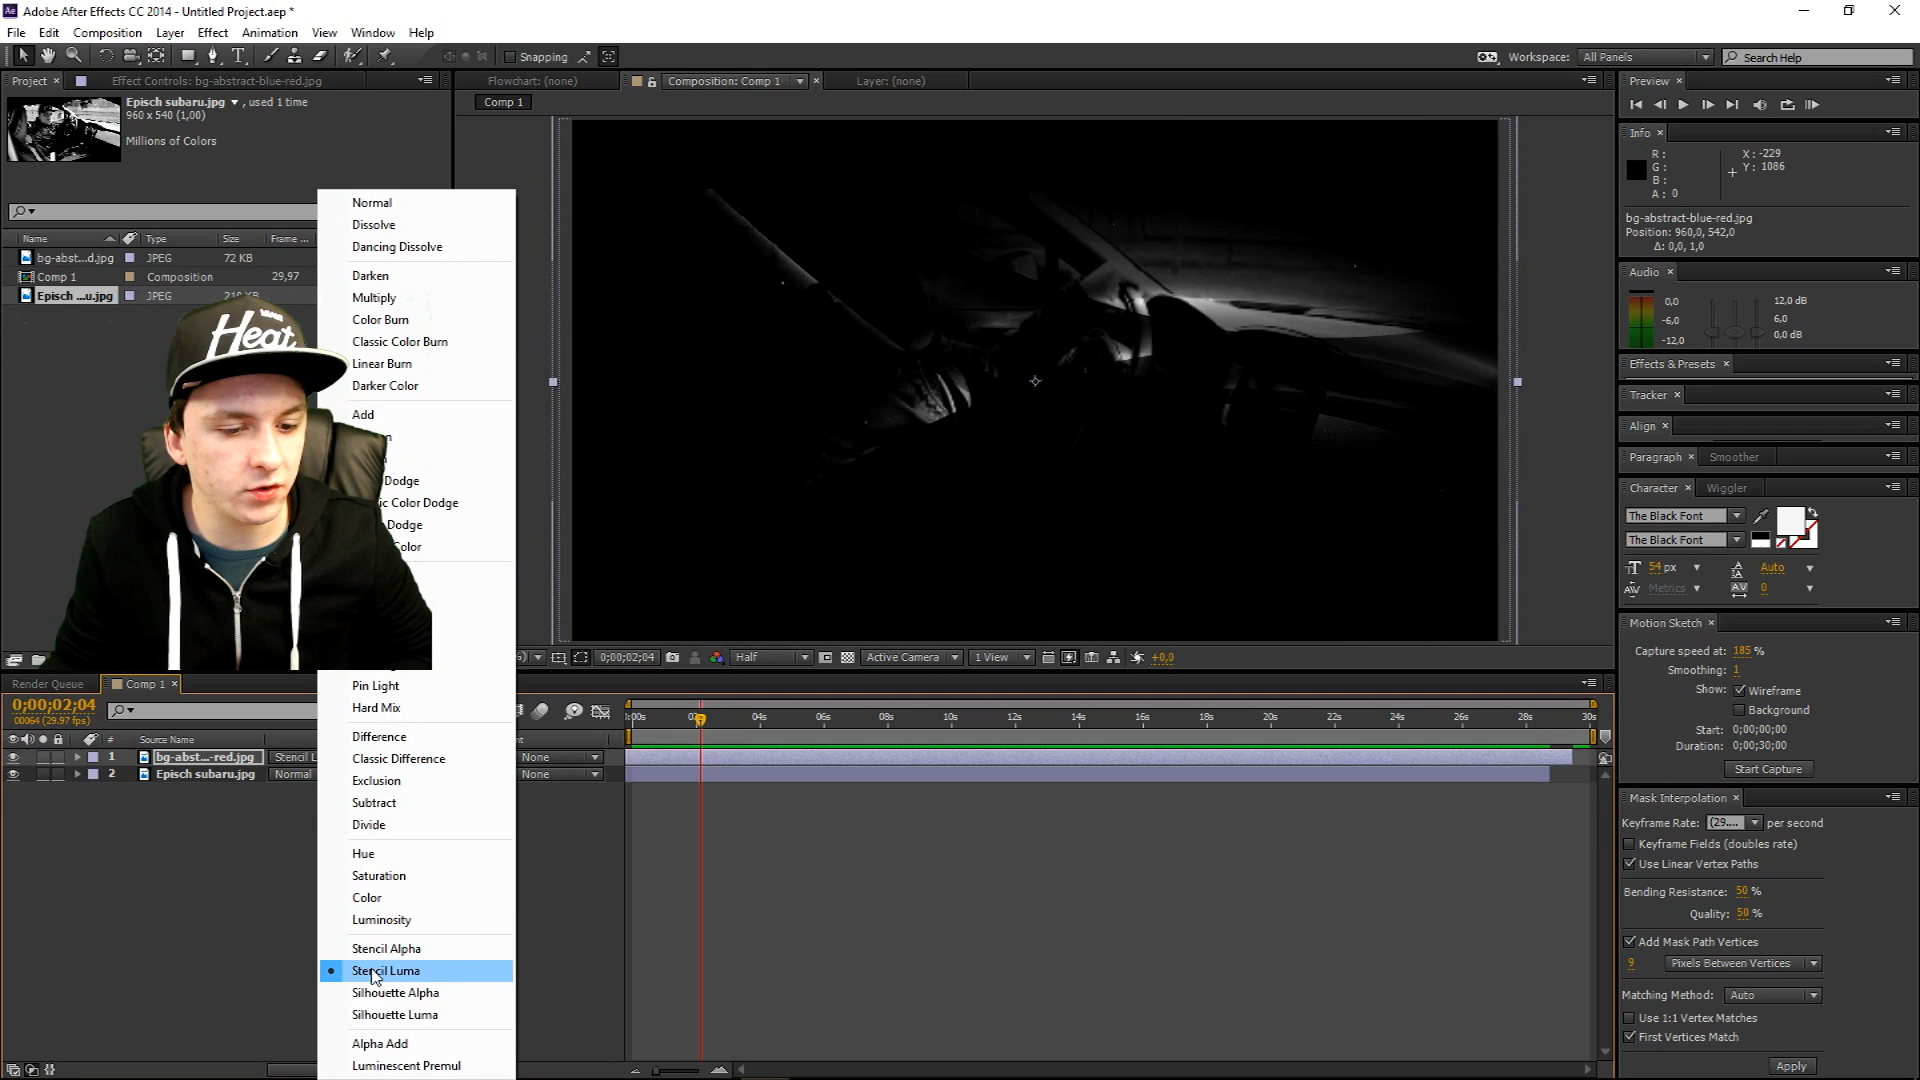 Adobe After Effects CC 2014 - Untitled Project.aep *
File Edit Composition Layer Effect Animation View Window Help
Snapping
Workspace: All Panels
Search Help
Project
Effect Controls: bg-abstract-blue-red.jpg
Flowchart: (none)
Composition: Comp 1
Layer: (none)
Comp 1
Episch subaru.jpg , used 1 time
960 x 540 (1,00)
Millions of Colors
Name Type Size Frame ...
bg-abst...d.jpg JPEG 72 KB
Comp 1 Composition 29,97
Episch ...u.jpg JPEG 210 KB
HEAT
Normal
Dissolve
Dancing Dissolve
Darken
Multiply
Color Burn
Classic Color Burn
Linear Burn
Darker Color
Add
Dodge
Color Dodge
Dodge
Color
Pin Light
Hard Mix
Difference
Classic Difference
Exclusion
Subtract
Divide
Hue
Saturation
Color
Luminosity
Stencil Alpha
Stencil Luma
Silhouette Alpha
Silhouette Luma
Alpha Add
Luminescent Premul
0;00;02;04
Half
Active Camera
1 View
+0,0
Render Queue
Comp 1
0;00;02;04
00064 (29.97 fps)
# Source Name
1 bg-abst...-red.jpg Stencil L None
2 Episch subaru.jpg Normal None
:00s 02s 04s 06s 08s 10s 12s 14s 16s 18s 20s 22s 24s 26s 28s 30s
Preview
Info
R:
G:
B:
A: 0
X: -229
Y: 1086
bg-abstract-blue-red.jpg
Position: 960,0, 542,0
Δ: 0,0, 1,0
Audio
0,0
-6,0
-12,0
12,0 dB
6,0
0,0 dB
Effects & Presets
Tracker
Align
Paragraph
Smoother
Character
Wiggler
The Black Font
The Black Font
54 px
Auto
Metrics
0
Motion Sketch
Capture speed at: 185 %
Smoothing: 1
Show: Wireframe
Background
Start: 0;00;00;00
Duration: 0;00;30;00
Start Capture
Mask Interpolation
Keyframe Rate: (29.... per second
Keyframe Fields (doubles rate)
Use Linear Vertex Paths
Bending Resistance: 50 %
Quality: 50 %
Add Mask Path Vertices
9 Pixels Between Vertices
Matching Method: Auto
Use 1:1 Vertex Matches
First Vertices Match
Apply